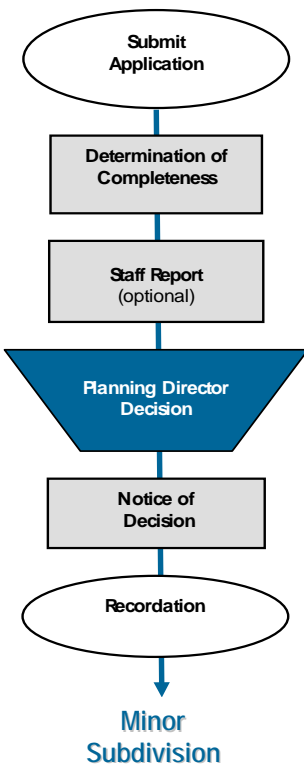 Submit
Application
Determination of
Completeness
Staff Report
(optional)
Planning Director
Decision
Notice of
Decision
Recordation
Minor
Subdivision